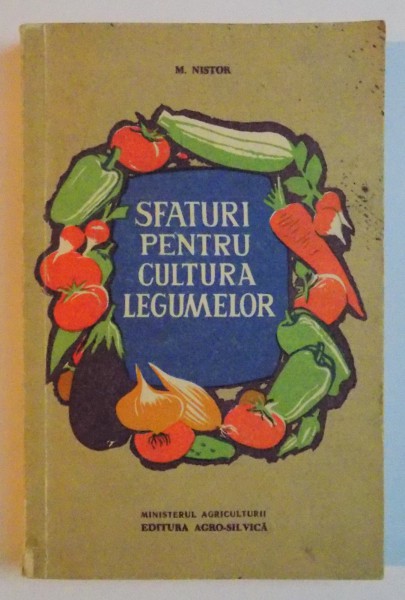 M. NISTOR
SFATURI
PENTRU
CULTURA
LEGUMELOR
MINISTERUL AGRICULTURII
EDITURA AGRO-SILVICĂ